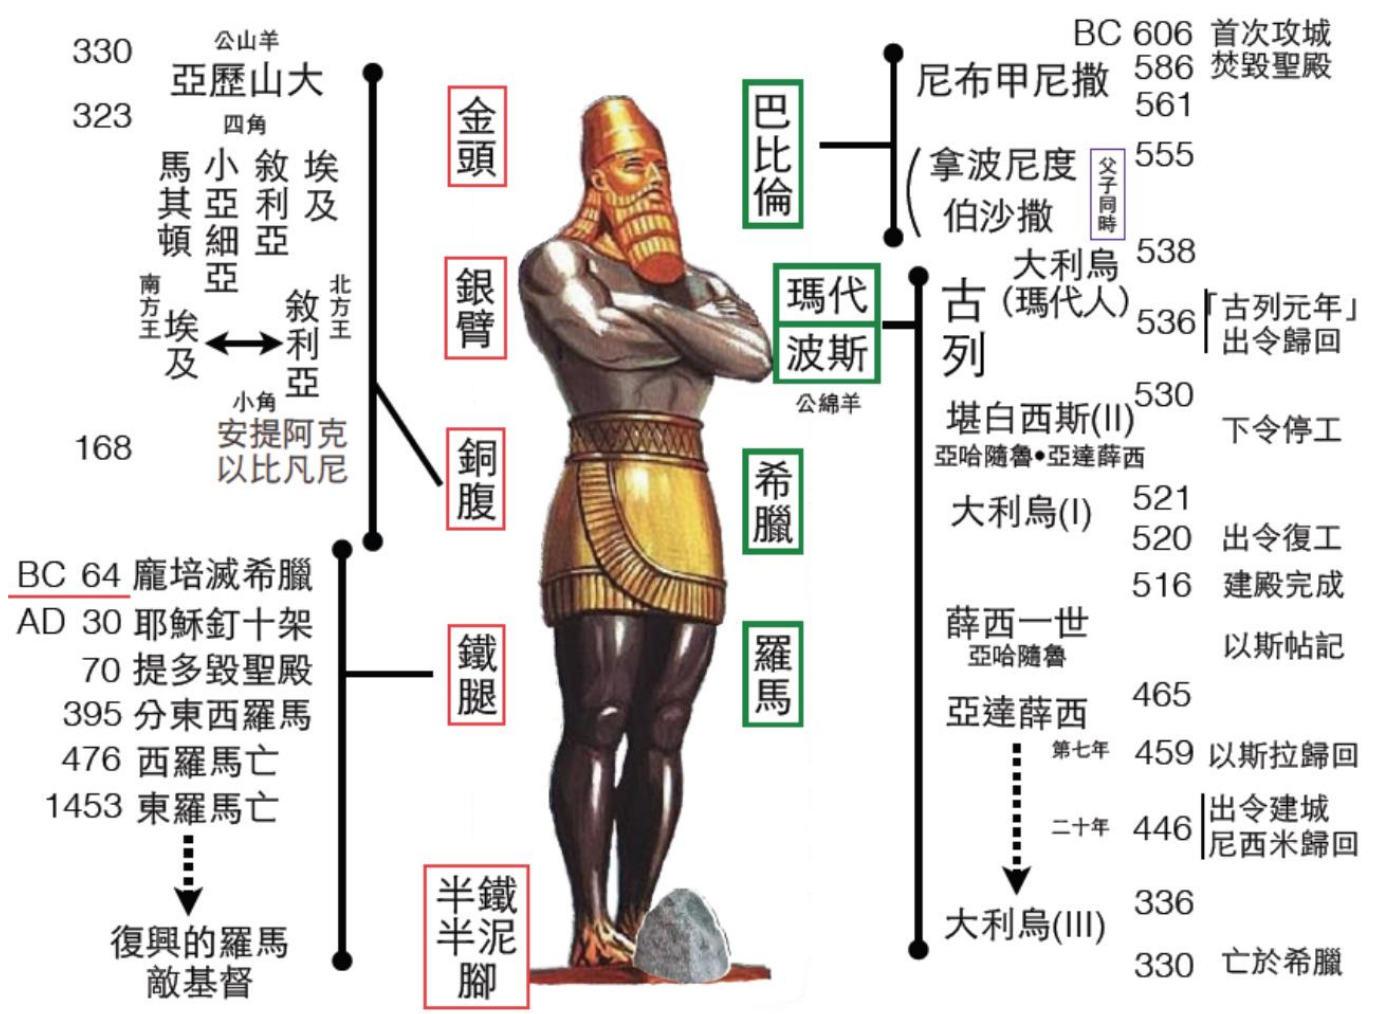 330
公山羊
亞歷山大
323
四角
馬其頓
小亞細亞
敘利亞
埃及
南方王
埃及
敘利亞
北方王
小角
168
安提阿克
以比凡尼
BC 64 龐培滅希臘
AD 30 耶穌釘十架
70 提多毀聖殿
395 分東西羅馬
476 西羅馬亡
1453 東羅馬亡
復興的羅馬
敵基督
金頭
銀臂
銅腹
鐵腿
半鐵
半泥
腳
巴比倫
瑪代
波斯
公綿羊
希臘
羅馬
BC 606 首次攻城
尼布甲尼撒
586 焚毀聖殿
561
拿波尼度
555
伯沙撒
父子同時
538
大利烏
(瑪代人)
古列
536 「古列元年」
出令歸回
530
堪白西斯(II)
下令停工
亞哈隨魯•亞達薛西
521
大利烏(I)
520 出令復工
516 建殿完成
薛西一世
亞哈隨魯
以斯帖記
465
亞達薛西
第七年 459 以斯拉歸回
二十年 446 出令建城
尼西米歸回
336
大利烏(III)
330 亡於希臘